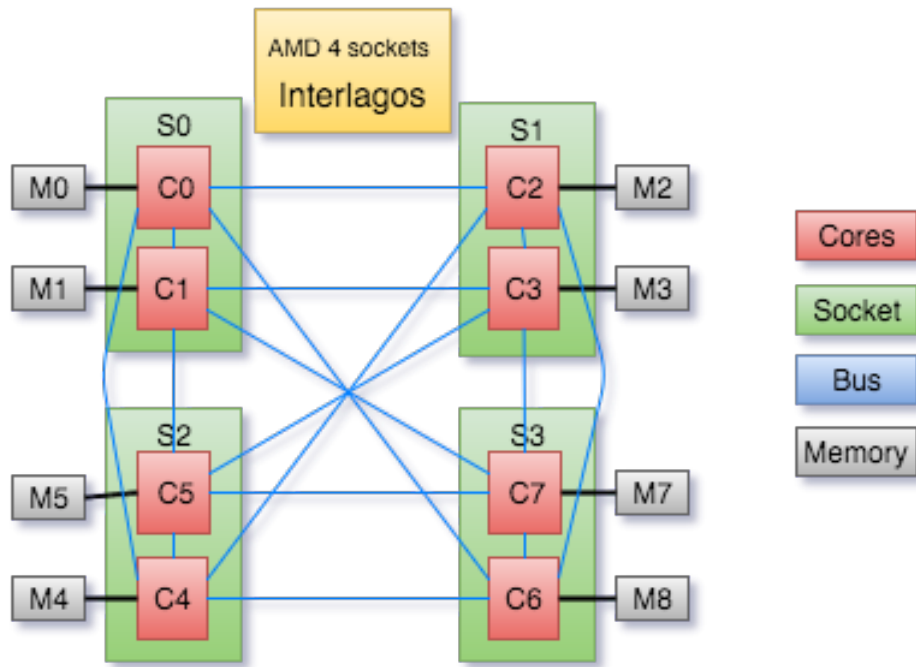 AMD 4 sockets
Interlagos
S0
S1
M0
C0
C2
M2
M1
C1
C3
M3
S2
S3
M5
C5
C7
M7
M4
C4
C6
M8
Cores
Socket
Bus
Memory